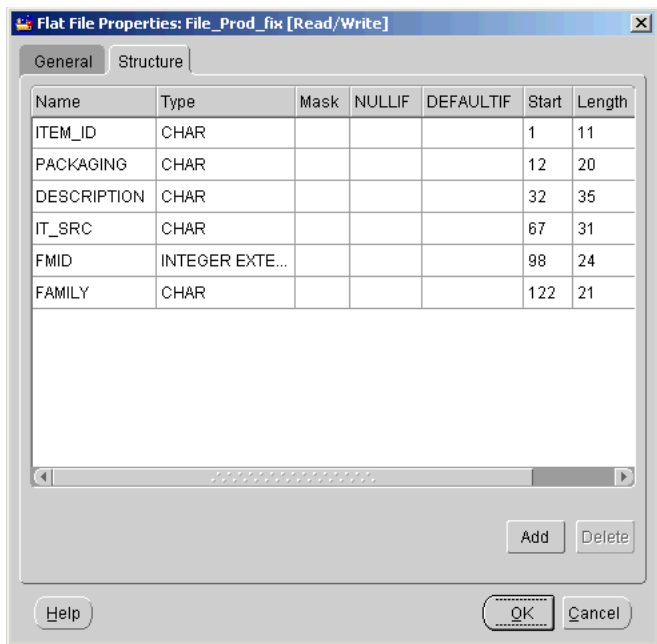 Flat File Properties: File_Prod_fix [Read/Write]
General Structure
Name Type Mask NULLIF DEFAULTIF Start Length
ITEM_ID CHAR 1 11
PACKAGING CHAR 12 20
DESCRIPTION CHAR 32 35
IT_SRC CHAR 67 31
FMID INTEGER EXTE... 98 24
FAMILY CHAR 122 21
Add Delete
Help OK Cancel